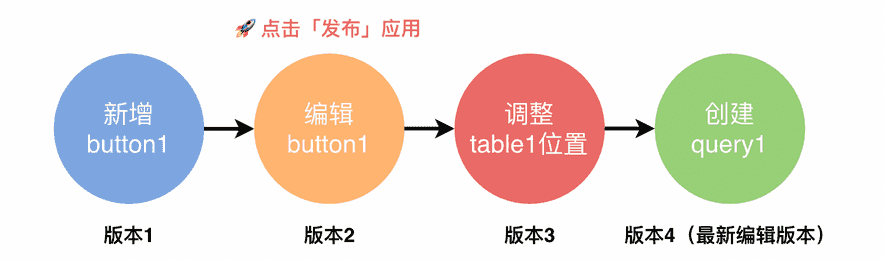 🚀 点击「发布」应用
新增
button1
编辑
button1
调整
table1位置
创建
query1
版本1
版本2
版本3
版本4（最新编辑版本）